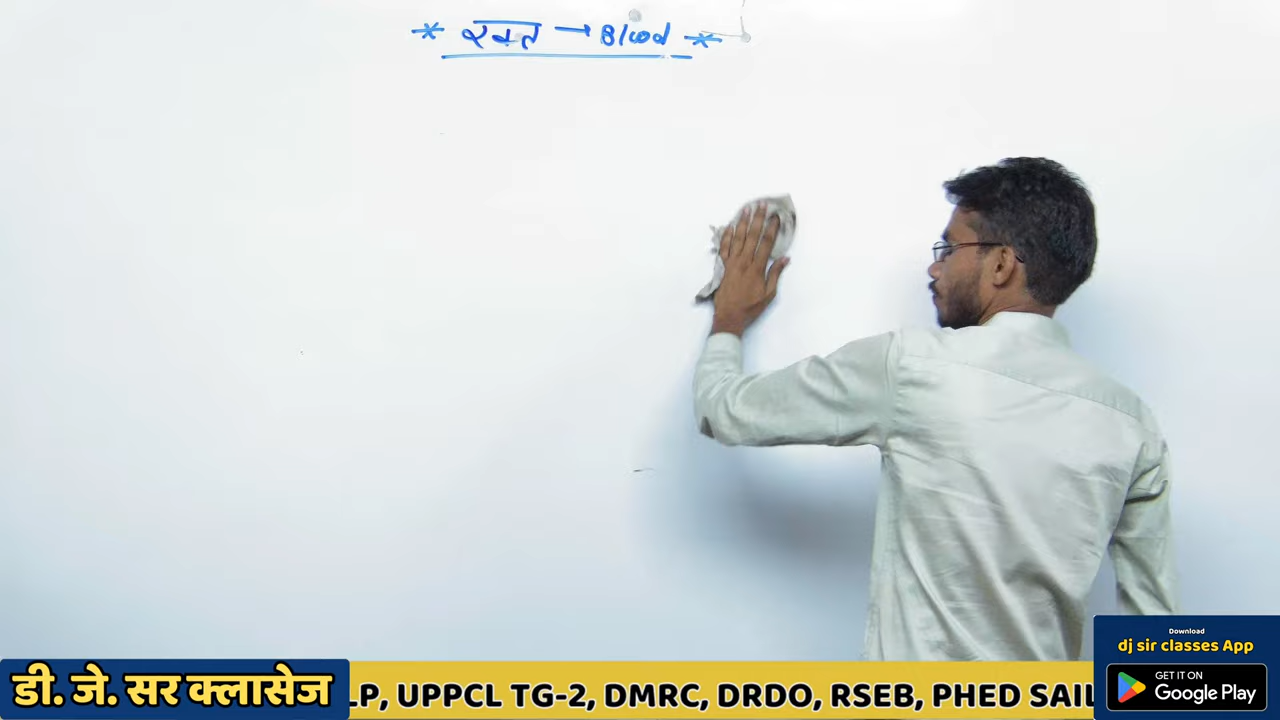 * रक्त → Blood *
Download
dj sir classes App
GET IT ON
Google Play
डी. जे. सर क्लासेज
LP, UPPCL TG-2, DMRC, DRDO, RSEB, PHED SAIL